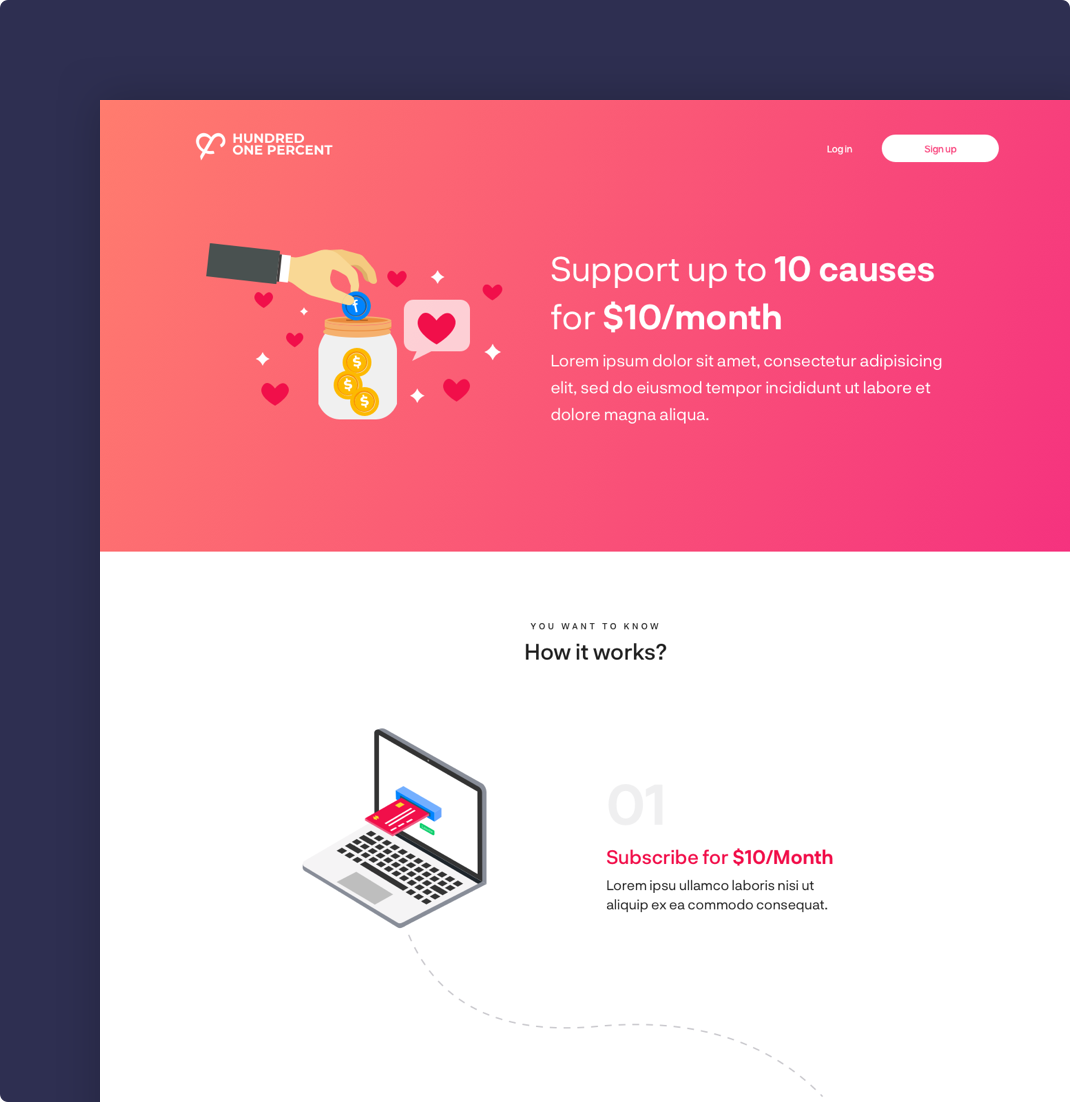 HUNDRED
ONE PERCENT
Log in
Sign up
f
$
$
$
Support up to 10 causes
for $10/month
Lorem ipsum dolor sit amet, consectetur adipisicing
elit, sed do eiusmod tempor incididunt ut labore et
dolore magna aliqua.
YOU WANT TO KNOW
How it works?
01
Subscribe for $10/Month
Lorem ipsu ullamco laboris nisi ut
aliquip ex ea commodo consequat.